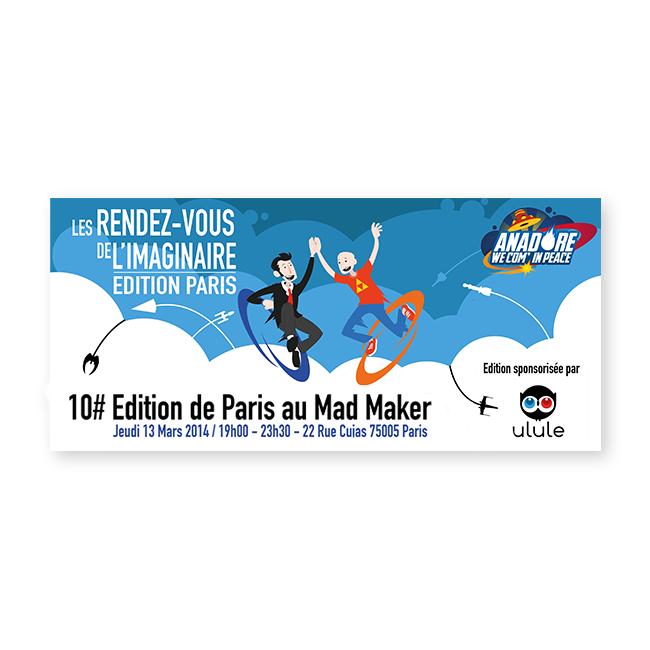 LES RENDEZ-VOUS
DE L'IMAGINAIRE
EDITION PARIS
ANADORE
WE COM' IN PEACE
Edition sponsorisée par
ulule
10# Edition de Paris au Mad Maker
Jeudi 13 Mars 2014 / 19h00 - 23h30 - 22 Rue Cujas 75005 Paris